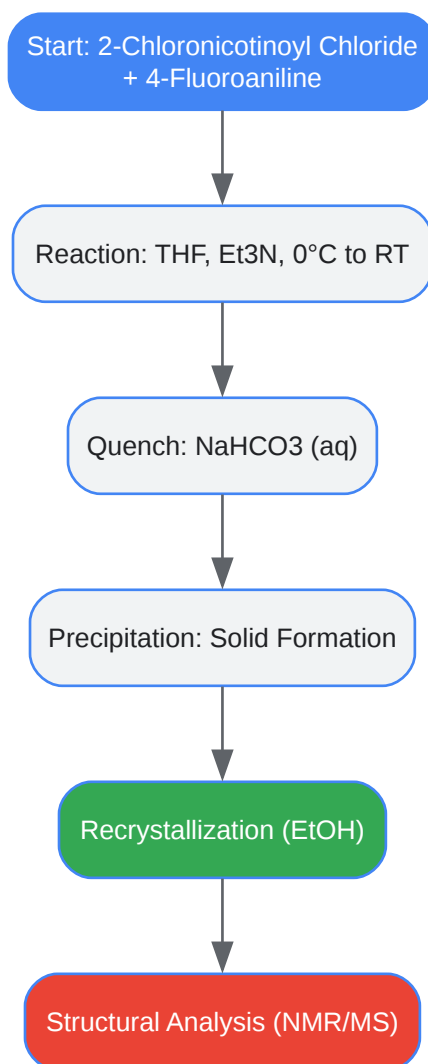 Start: 2-Chloronicotinoyl Chloride
+ 4-Fluoroaniline
Reaction: THF, Et3N, 0°C to RT
Quench: NaHCO3 (aq)
Precipitation: Solid Formation
Recrystallization (EtOH)
Structural Analysis (NMR/MS)